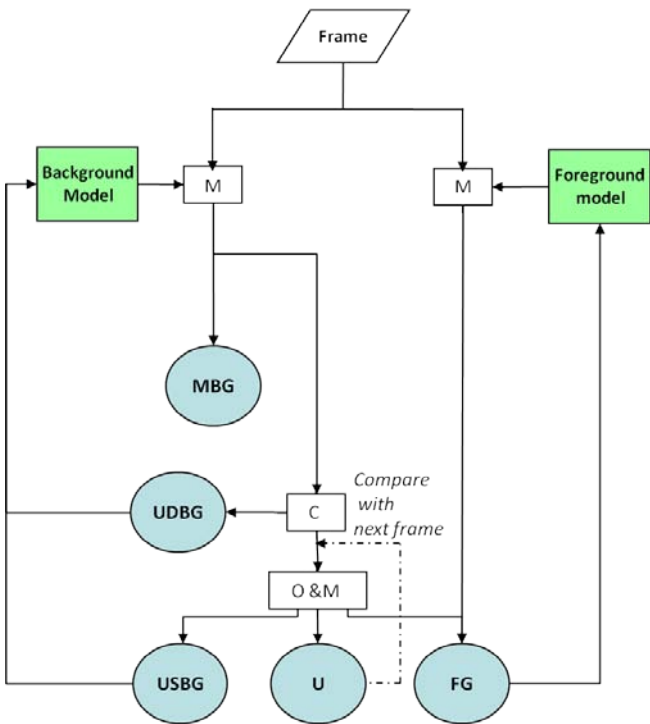 Frame
Background
Model
M
M
Foreground
model
MBG
Compare
with
next frame
UDBG
C
O &M
USBG
U
FG